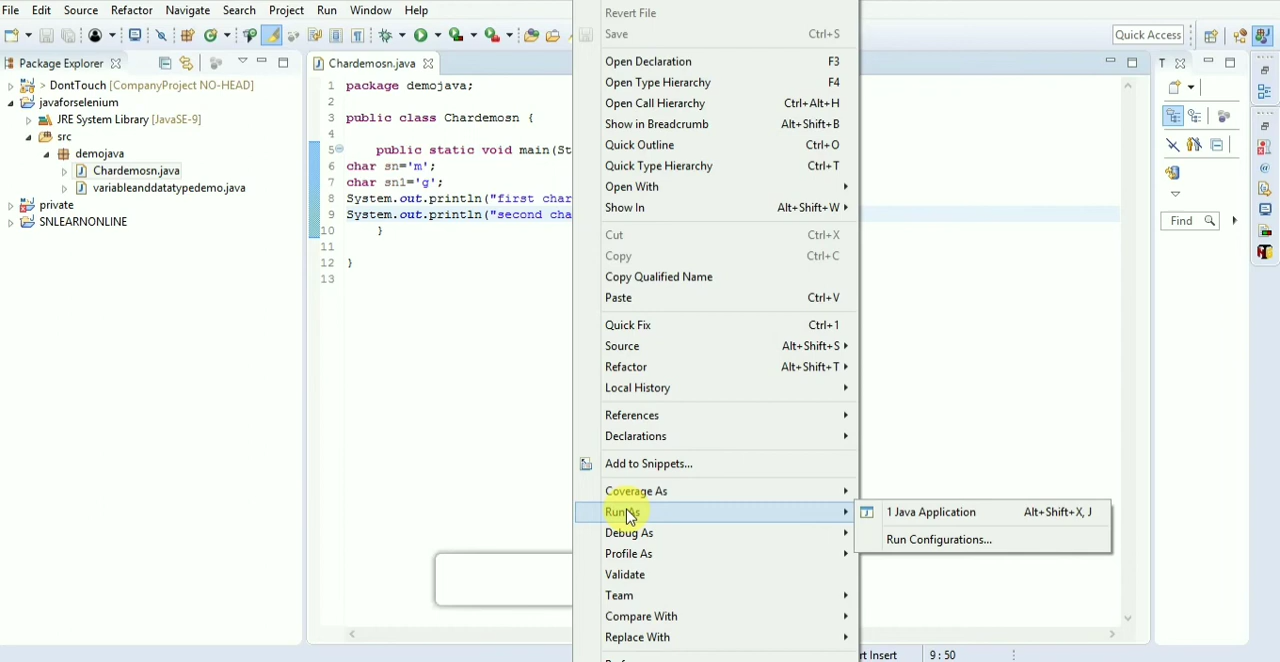 File Edit Source Refactor Navigate Search Project Run Window Help
Quick Access
Package Explorer
> DontTouch [CompanyProject NO-HEAD]
javaforselenium
JRE System Library [JavaSE-9]
src
demojava
Chardemosn.java
variableanddatatypedemo.java
private
SNLEARNONLINE
Chardemosn.java
1 package demojava;
2
3 public class Chardemosn {
4
5 public static void main(St
6 char sn='m';
7 char sn1='g';
8 System.out.println("first char
9 System.out.println("second cha
10 }
11
12 }
13
Revert File
Save Ctrl+S
Open Declaration F3
Open Type Hierarchy F4
Open Call Hierarchy Ctrl+Alt+H
Show in Breadcrumb Alt+Shift+B
Quick Outline Ctrl+O
Quick Type Hierarchy Ctrl+T
Open With
Show In Alt+Shift+W
Cut Ctrl+X
Copy Ctrl+C
Copy Qualified Name
Paste Ctrl+V
Quick Fix Ctrl+1
Source Alt+Shift+S
Refactor Alt+Shift+T
Local History
References
Declarations
Add to Snippets...
Coverage As
Run As
Debug As
Profile As
Validate
Team
Compare With
Replace With
1 Java Application Alt+Shift+X, J
Run Configurations...
T
Find
rt Insert
9 : 50